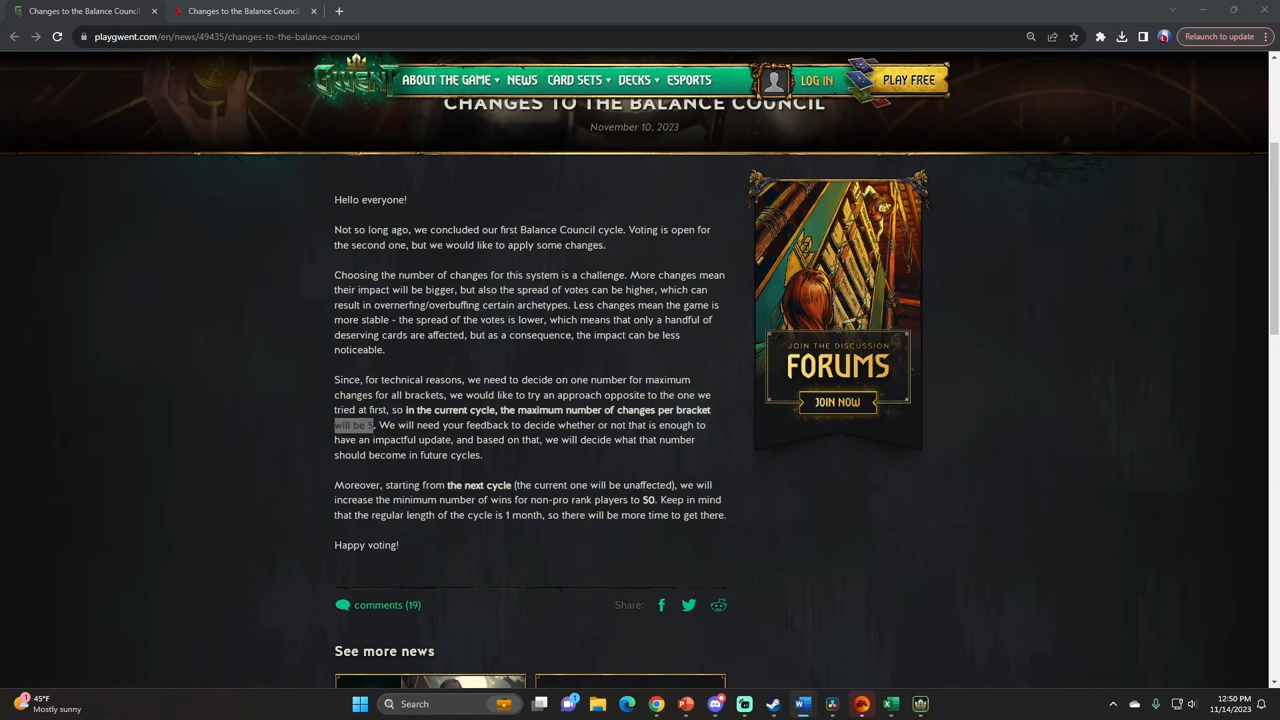 Changes to the Balance Council
Changes to the Balance Council
playgwent.com/en/news/49435/changes-to-the-balance-council
Relaunch to update
GWENT
ABOUT THE GAME
NEWS
CARD SETS
DECKS
ESPORTS
LOG IN
PLAY FREE
CHANGES TO THE BALANCE COUNCIL
November 10, 2023
Hello everyone!
Not so long ago, we concluded our first Balance Council cycle. Voting is open for
the second one, but we would like to apply some changes.
Choosing the number of changes for this system is a challenge. More changes mean
their impact will be bigger, but also the spread of votes can be higher, which can
result in overnerfing/overbuffing certain archetypes. Less changes mean the game is
more stable - the spread of the votes is lower, which means that only a handful of
deserving cards are affected, but as a consequence, the impact can be less
noticeable.
Since, for technical reasons, we need to decide on one number for maximum
changes for all brackets, we would like to try an approach opposite to the one we
tried at first, so in the current cycle, the maximum number of changes per bracket
will be 5. We will need your feedback to decide whether or not that is enough to
have an impactful update, and based on that, we will decide what that number
should become in future cycles.
Moreover, starting from the next cycle (the current one will be unaffected), we will
increase the minimum number of wins for non-pro rank players to 50. Keep in mind
that the regular length of the cycle is 1 month, so there will be more time to get there.
Happy voting!
JOIN THE DISCUSSION
FORUMS
JOIN NOW
comments (19)
Share:
See more news
1
45°F
Mostly sunny
Search
1
12:50 PM
11/14/2023